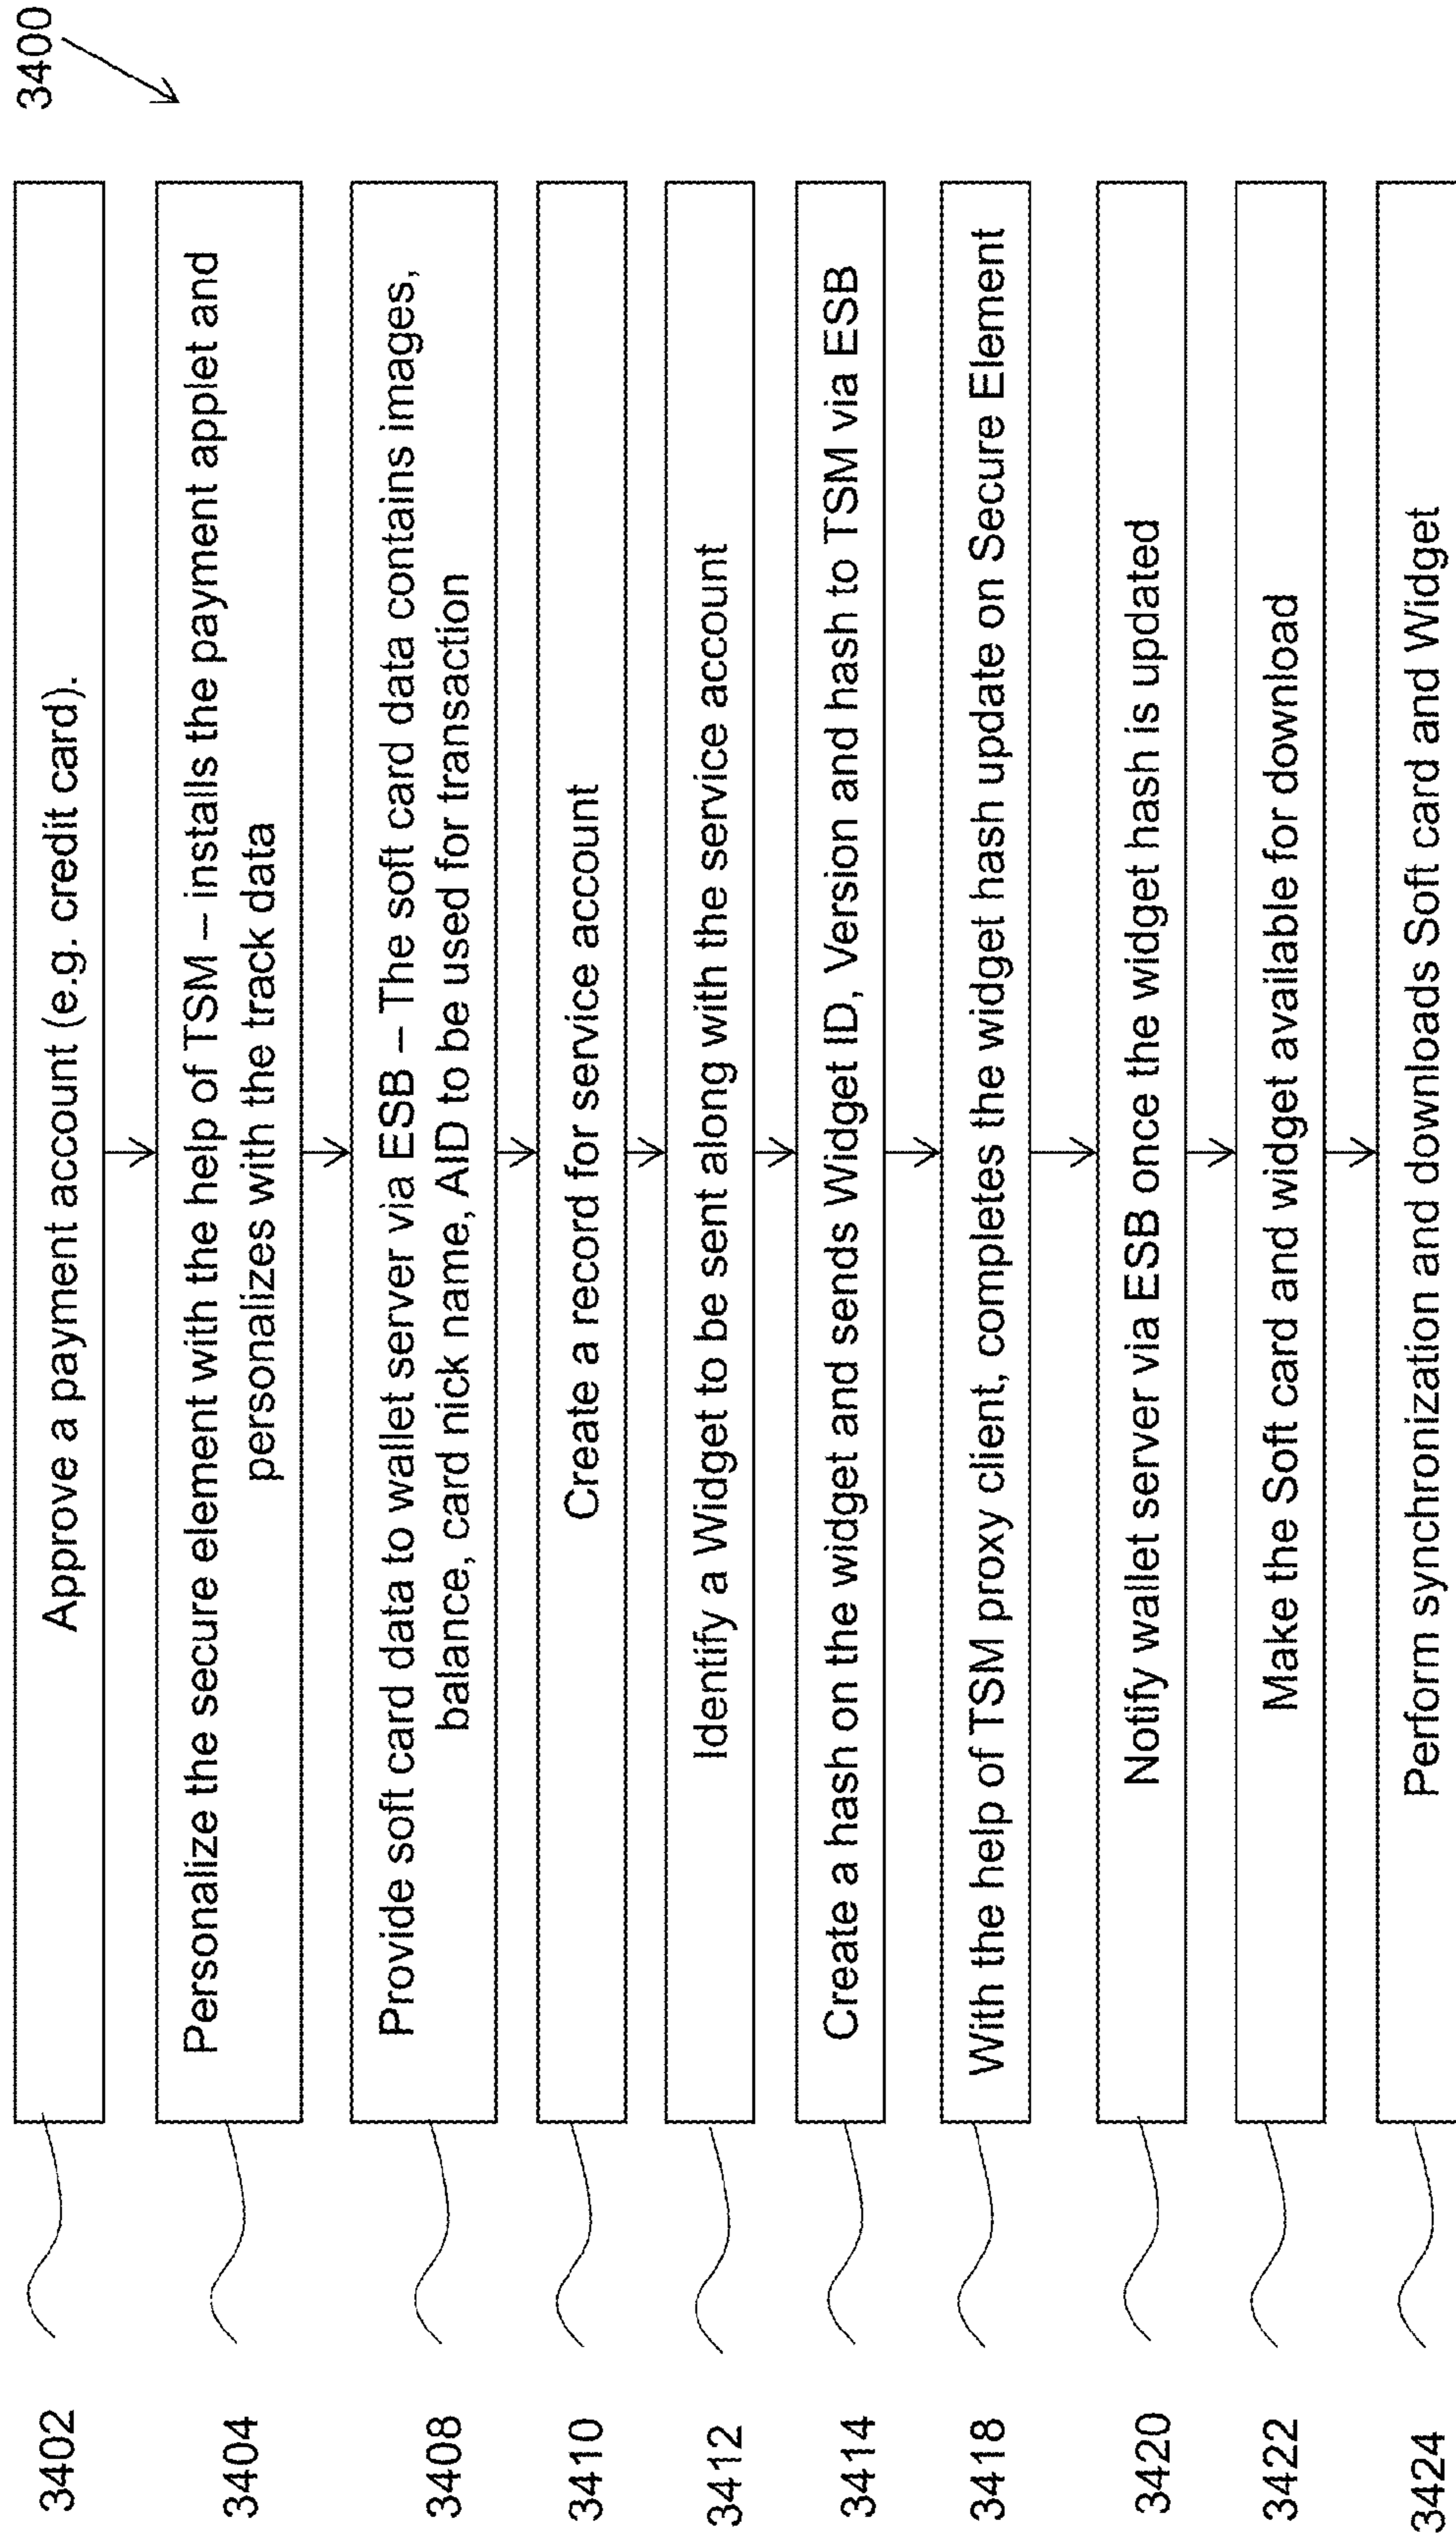 3400
3402
Approve a payment account (e.g. credit card).
3404
Personalize the secure element with the help of TSM – installs the payment applet and
personalizes with the track data
3408
Provide soft card data to wallet server via ESB – The soft card data contains images,
balance, card nick name, AID to be used for transaction
3410
Create a record for service account
3412
Identify a Widget to be sent along with the service account
3414
Create a hash on the widget and sends Widget ID, Version and hash to TSM via ESB
3418
With the help of TSM proxy client, completes the widget hash update on Secure Element
3420
Notify wallet server via ESB once the widget hash is updated
3422
Make the Soft card and widget available for download
3424
Perform synchronization and downloads Soft card and Widget